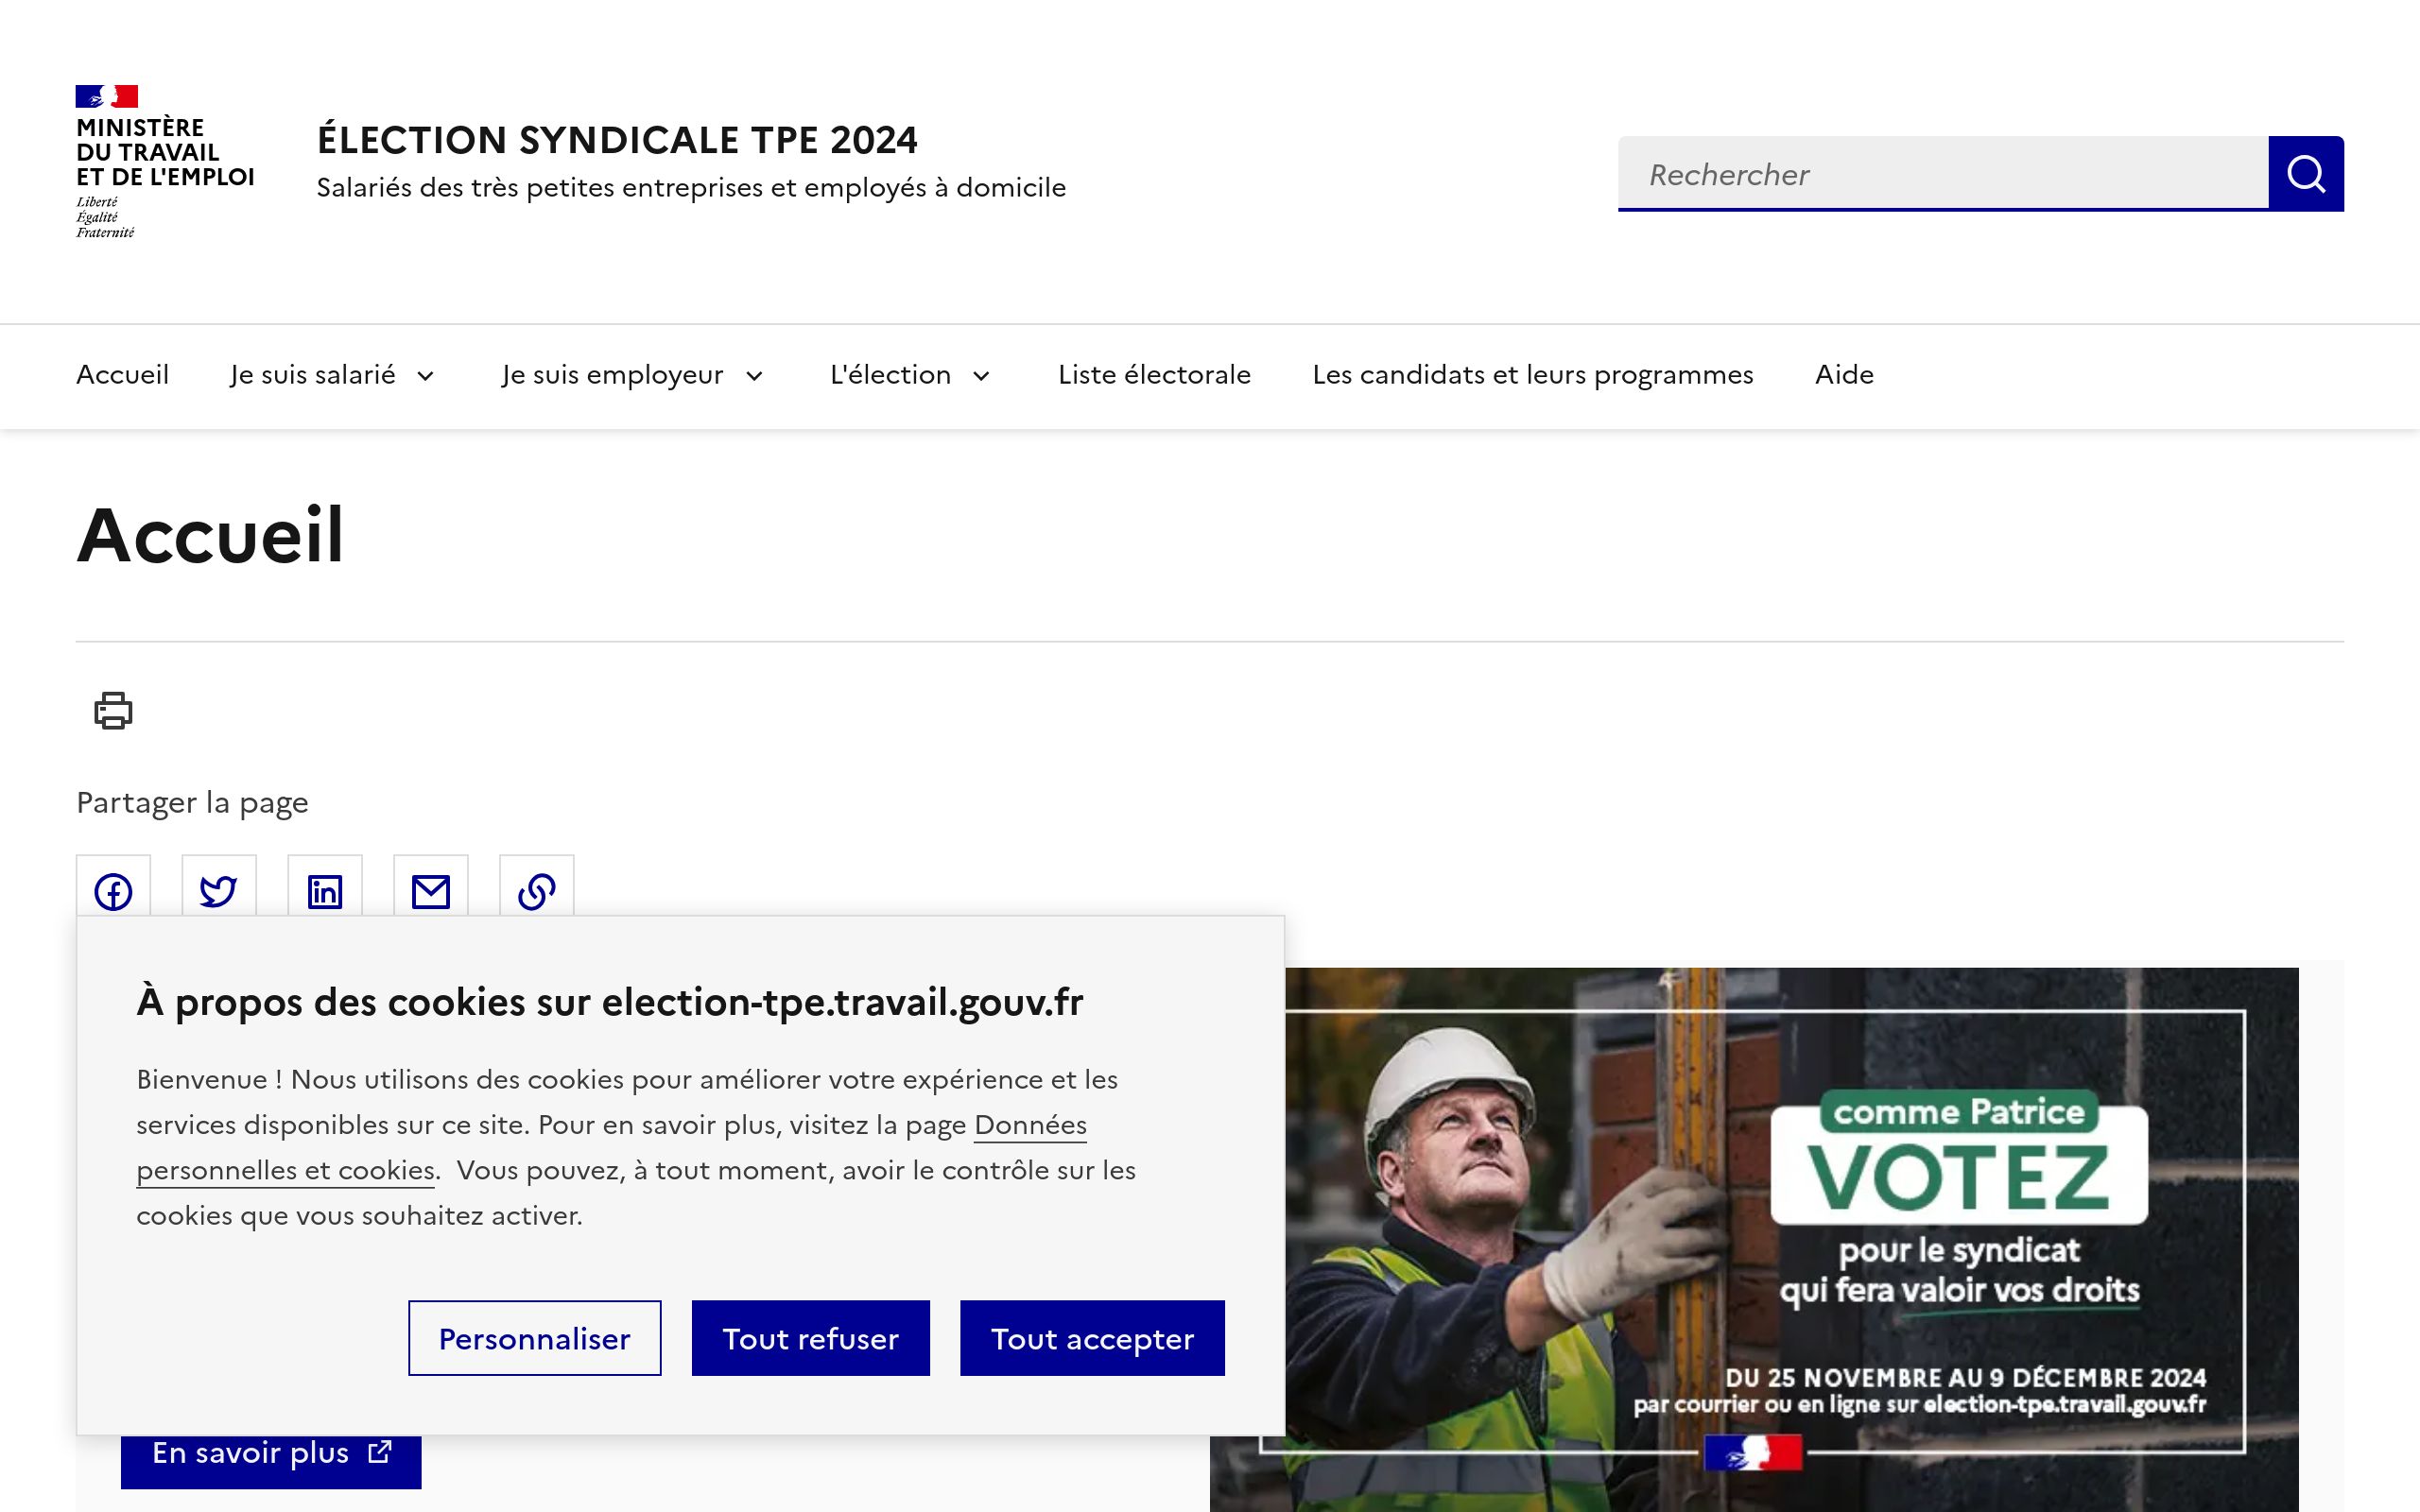 MINISTÈRE
DU TRAVAIL
ET DE L'EMPLOI
Liberté
Égalité
Fraternité
ÉLECTION SYNDICALE TPE 2024
Salariés des très petites entreprises et employés à domicile
Rechercher
Accueil
Je suis salarié
Je suis employeur
L'élection
Liste électorale
Les candidats et leurs programmes
Aide
Accueil
Partager la page
À propos des cookies sur election-tpe.travail.gouv.fr
Bienvenue ! Nous utilisons des cookies pour améliorer votre expérience et les
services disponibles sur ce site. Pour en savoir plus, visitez la page Données
personnelles et cookies.  Vous pouvez, à tout moment, avoir le contrôle sur les
cookies que vous souhaitez activer.
Personnaliser
Tout refuser
Tout accepter
En savoir plus
comme Patrice
VOTEZ
pour le syndicat
qui fera valoir vos droits
DU 25 NOVEMBRE AU 9 DÉCEMBRE 2024
par courrier ou en ligne sur election-tpe.travail.gouv.fr